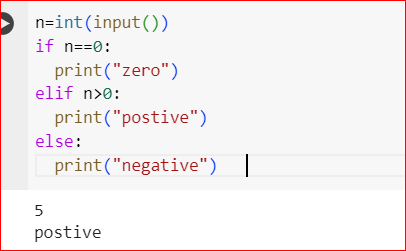 n=int(input())
if n==0:
  print("zero")
elif n>0:
  print("postive")
else:
  print("negative")
5
postive